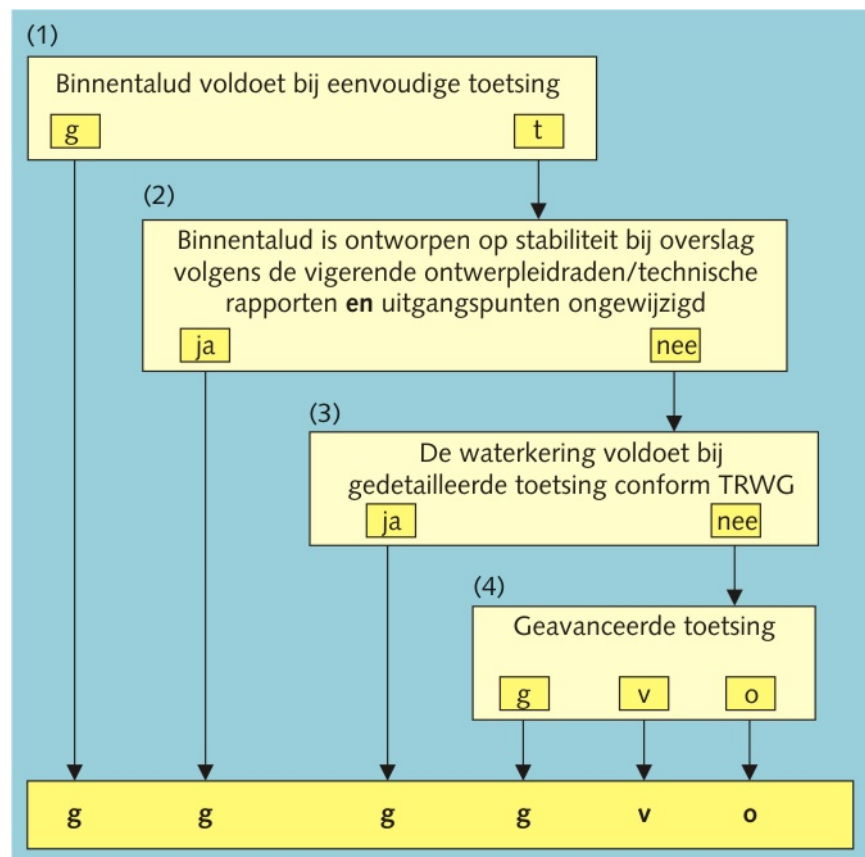 (1)
Binnentalud voldoet bij eenvoudige toetsing
g t
(2)
Binnentalud is ontworpen op stabiliteit bij overslag
volgens de vigerende ontwerpleidraden/technische
rapporten en uitgangspunten ongewijzigd
ja nee
(3)
De waterkering voldoet bij
gedetailleerde toetsing conform TRWG
ja nee
(4)
Geavanceerde toetsing
g v o
g g g g v o